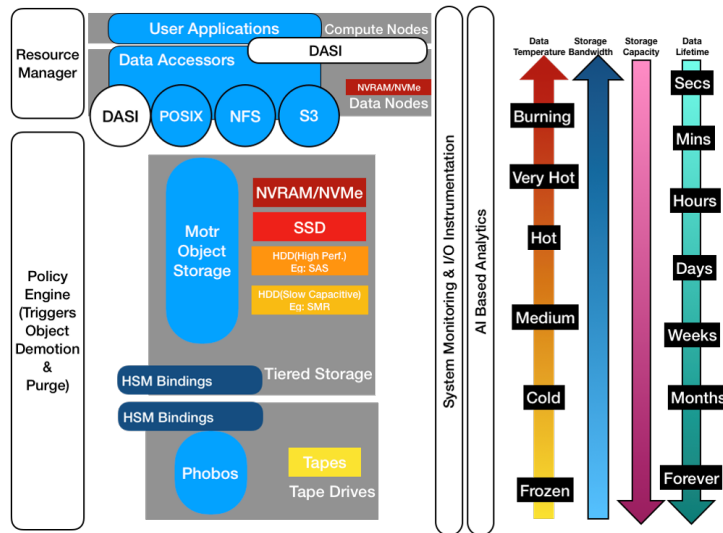 Resource
Manager
User Applications
Compute Nodes
DASI
Data Accessors
NVRAM/NVMe
Data Nodes
DASI
POSIX
NFS
S3
Policy
Engine
(Triggers
Object
Demotion
&
Purge)
Motr
Object
Storage
NVRAM/NVMe
SSD
HDD(High Perf.)
Eg: SAS
HDD(Slow Capacitive)
Eg: SMR
HSM Bindings
Tiered Storage
HSM Bindings
Phobos
Tapes
Tape Drives
System Monitoring & I/O Instrumentation
AI Based Analytics
Data
Temperature
Storage
Bandwidth
Storage
Capacity
Data
Lifetime
Burning
Very Hot
Hot
Medium
Cold
Frozen
Secs
Mins
Hours
Days
Weeks
Months
Forever